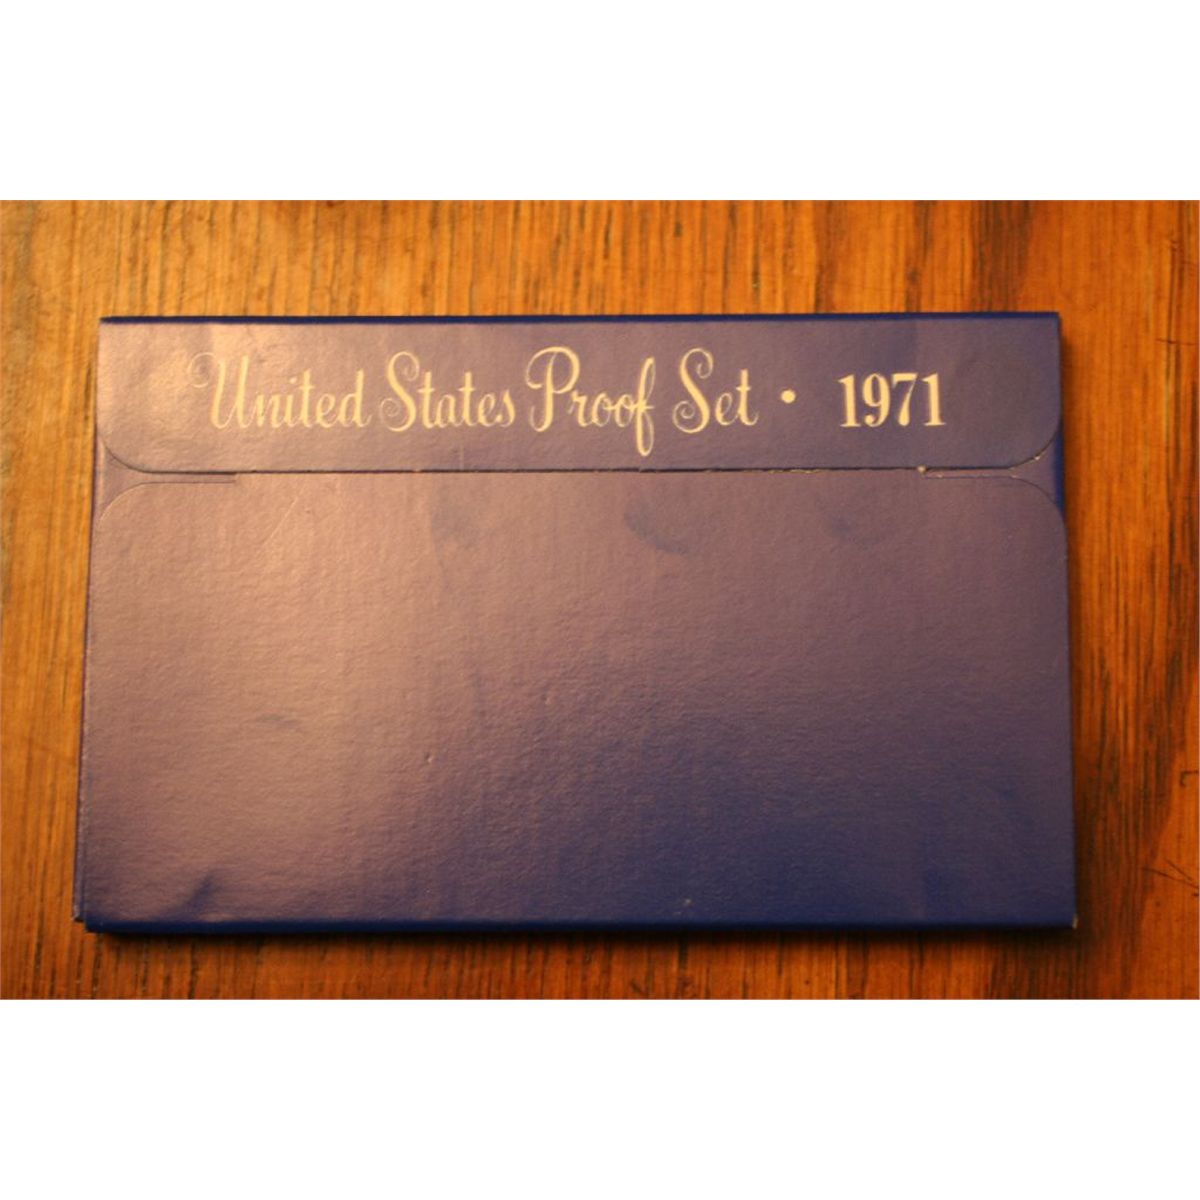 United States Proof Set • 1971